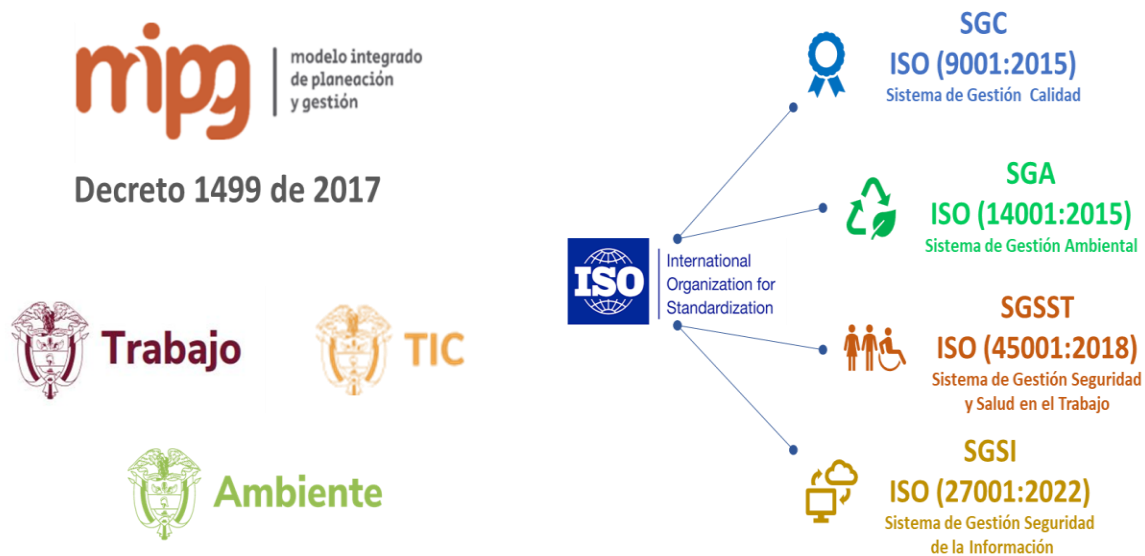 mipg
modelo integrado
de planeación
y gestión
Decreto 1499 de 2017
Trabajo
TIC
Ambiente
ISO
International
Organization for
Standardization
SGC
ISO (9001:2015)
Sistema de Gestión Calidad
SGA
ISO (14001:2015)
Sistema de Gestión Ambiental
SGSST
ISO (45001:2018)
Sistema de Gestión Seguridad
y Salud en el Trabajo
SGSI
ISO (27001:2022)
Sistema de Gestión Seguridad
de la Información